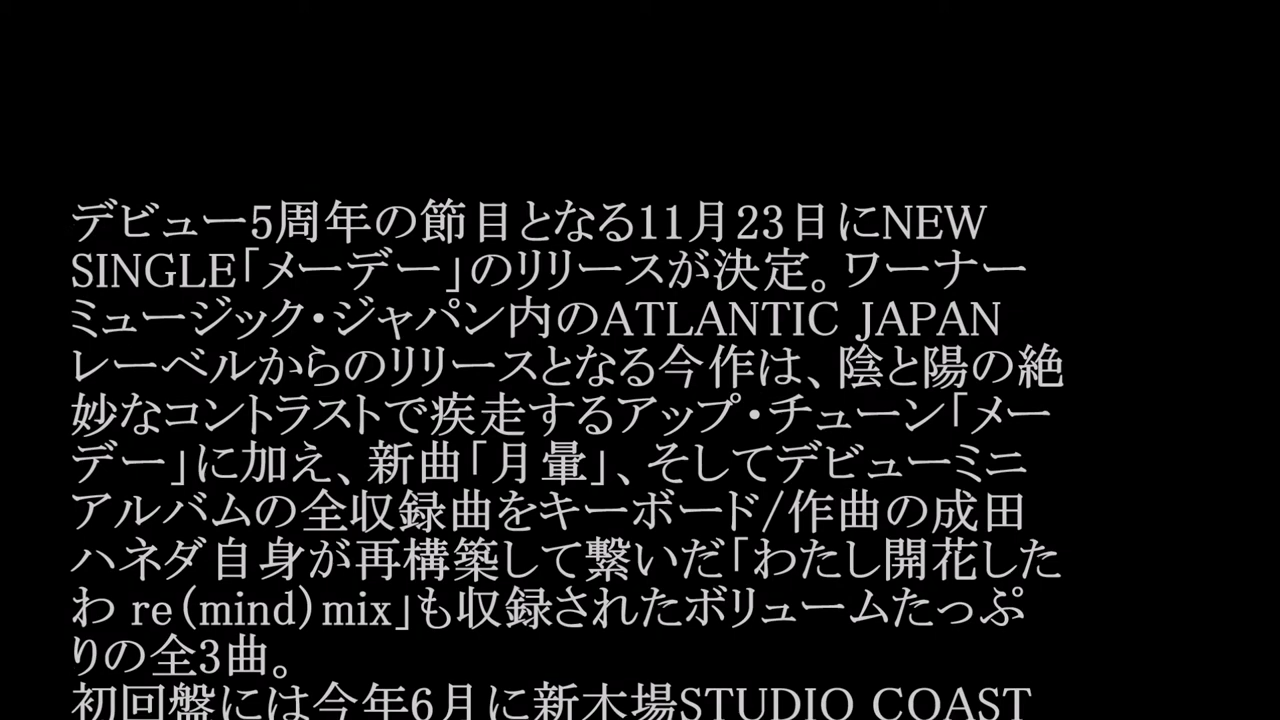 デビュー5周年の節目となる11月23日にNEW
SINGLE「メーデー」のリリースが決定。ワーナー
ミュージック・ジャパン内のATLANTIC JAPAN
レーベルからのリリースとなる今作は、陰と陽の絶
妙なコントラストで疾走するアップ・チューン「メー
デー」に加え、新曲「月暈」、そしてデビューミニ
アルバムの全収録曲をキーボード/作曲の成田
ハネダ自身が再構築して繋いだ「わたし開花した
わ re(mind)mix」も収録されたボリュームたっぷ
りの全3曲。
初回盤には今年6月に新木場STUDIO COAST